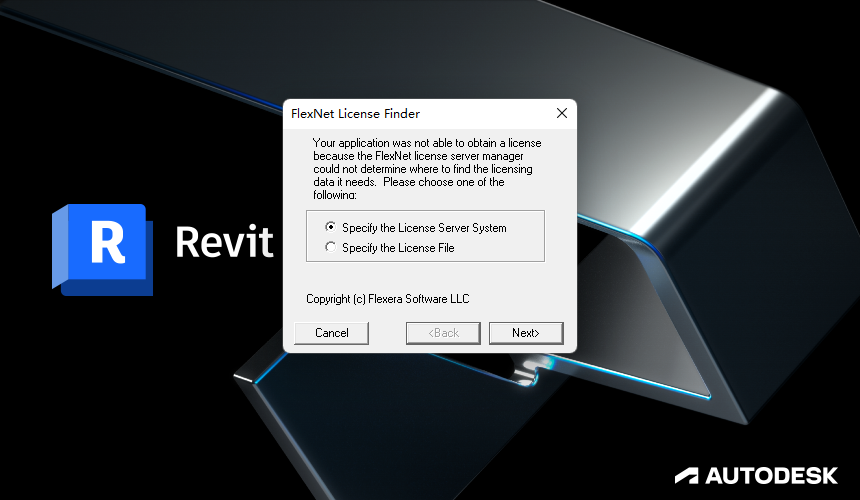 FlexNet License Finder
Your application was not able to obtain a license
because the FlexNet license server manager
could not determine where to find the licensing
data it needs.  Please choose one of the
following:
Specify the License Server System
Specify the License File
R Revit
Copyright (c) Flexera Software LLC
Cancel <Back Next>
AUTODESK